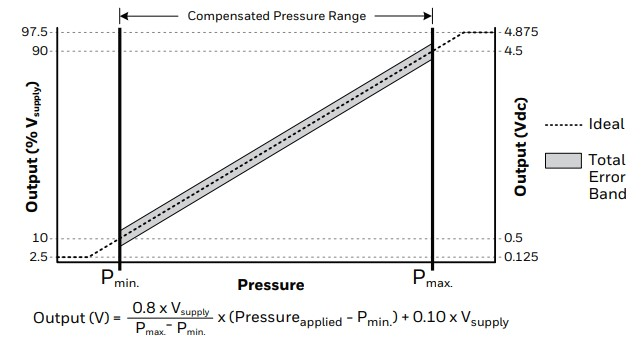 Compensated Pressure Range
97.5
90
10
2.5
Output (% Vsupply)
4.875
4.5
0.5
0.125
Output (Vdc)
Ideal
Total
Error
Band
Pmin.
Pressure
Pmax.
Output (V) = 0.8 x Vsupply / Pmax.- Pmin. x (Pressureapplied - Pmin.) + 0.10 x Vsupply